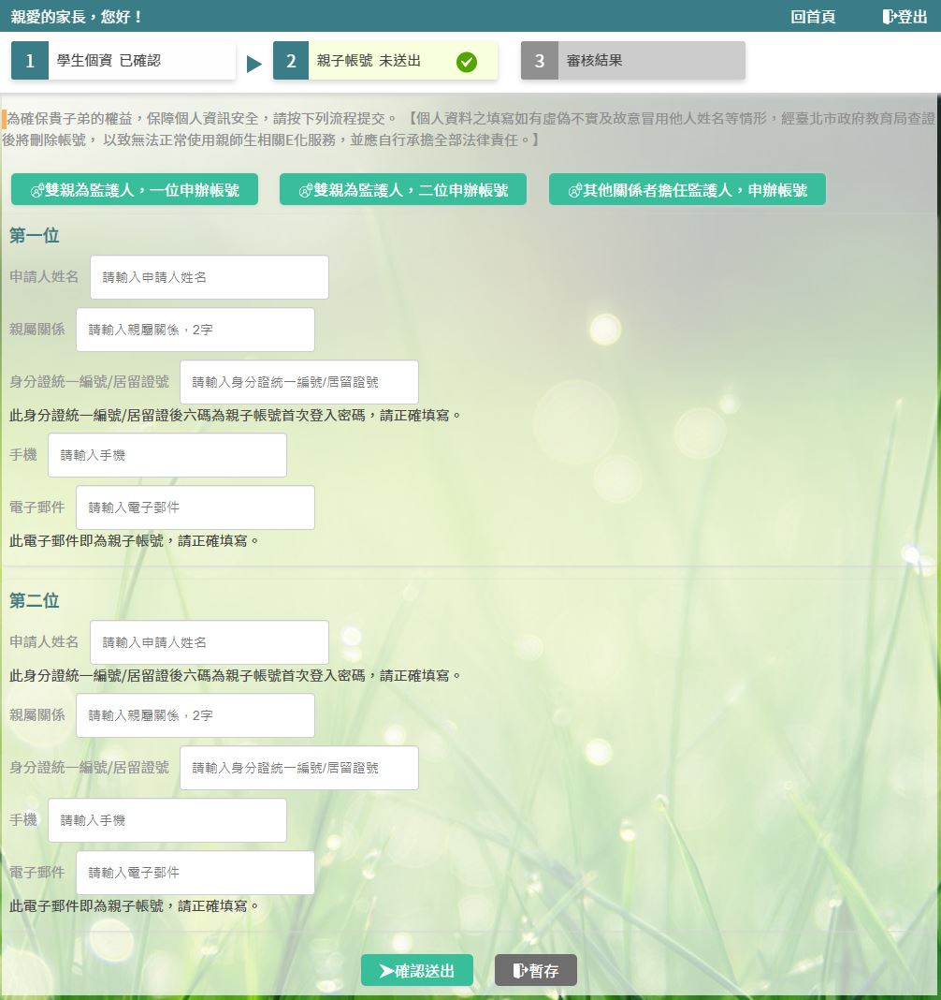 親愛的家長，您好！
回首頁
登出
1 學生個資 已確認
2 親子帳號 未送出
3 審核結果
為確保貴子弟的權益，保障個人資訊安全，請按下列流程提交。 【個人資料之填寫如有虛偽不實及故意冒用他人姓名等情形，經臺北市政府教育局查證
後將刪除帳號， 以致無法正常使用親師生相關E化服務，並應自行承擔全部法律責任。】
雙親為監護人，一位申辦帳號
雙親為監護人，二位申辦帳號
其他關係者擔任監護人，申辦帳號
第一位
申請人姓名 請輸入申請人姓名
親屬關係 請輸入親屬關係，2字
身分證統一編號/居留證號 請輸入身分證統一編號/居留證號
此身分證統一編號/居留證後六碼為親子帳號首次登入密碼，請正確填寫。
手機 請輸入手機
電子郵件 請輸入電子郵件
此電子郵件即為親子帳號，請正確填寫。
第二位
申請人姓名 請輸入申請人姓名
此身分證統一編號/居留證後六碼為親子帳號首次登入密碼，請正確填寫。
親屬關係 請輸入親屬關係，2字
身分證統一編號/居留證號 請輸入身分證統一編號/居留證號
手機 請輸入手機
電子郵件 請輸入電子郵件
此電子郵件即為親子帳號，請正確填寫。
確認送出
暫存